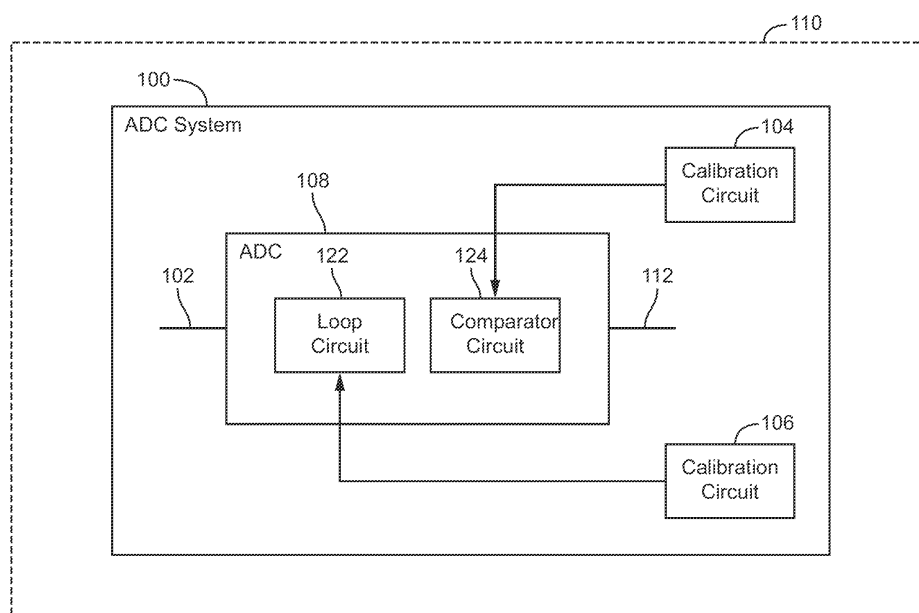 110
100
ADC System
104
Calibration
Circuit
108
ADC
122
124
102
112
Loop
Circuit
Comparator
Circuit
106
Calibration
Circuit